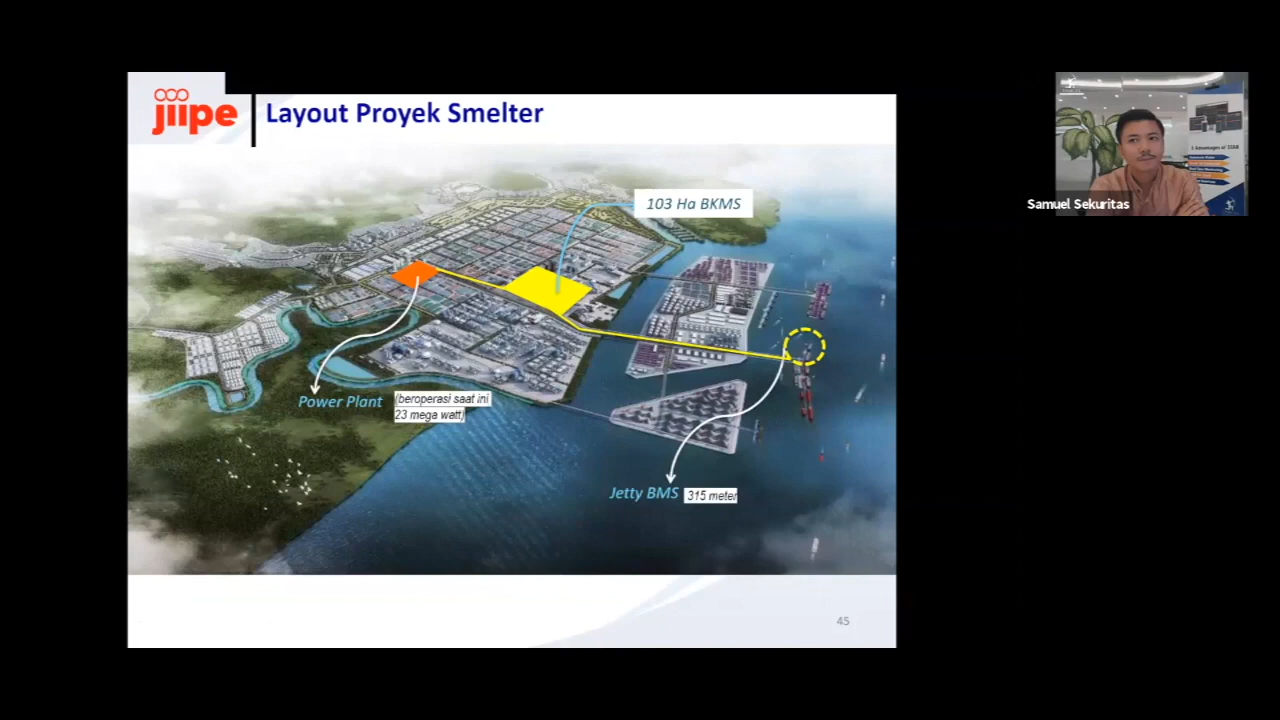 jiipe
Layout Proyek Smelter
103 Ha BKMS
Power Plant
(beroperasi saat ini
23 mega watt)
Jetty BMS
315 meter
45
Samuel Sekuritas